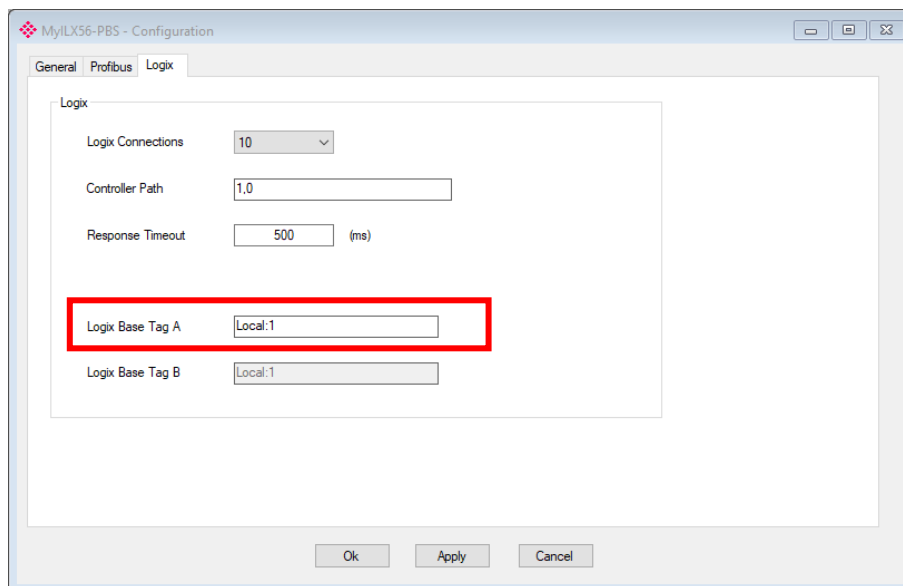 MyILX56-PBS - Configuration
General Profibus Logix
Logix
Logix Connections 10
Controller Path 1,0
Response Timeout 500 (ms)
Logix Base Tag A Local:1
Logix Base Tag B Local:1
Ok Apply Cancel